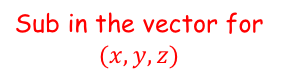 Sub in the vector for
(x, y, z)